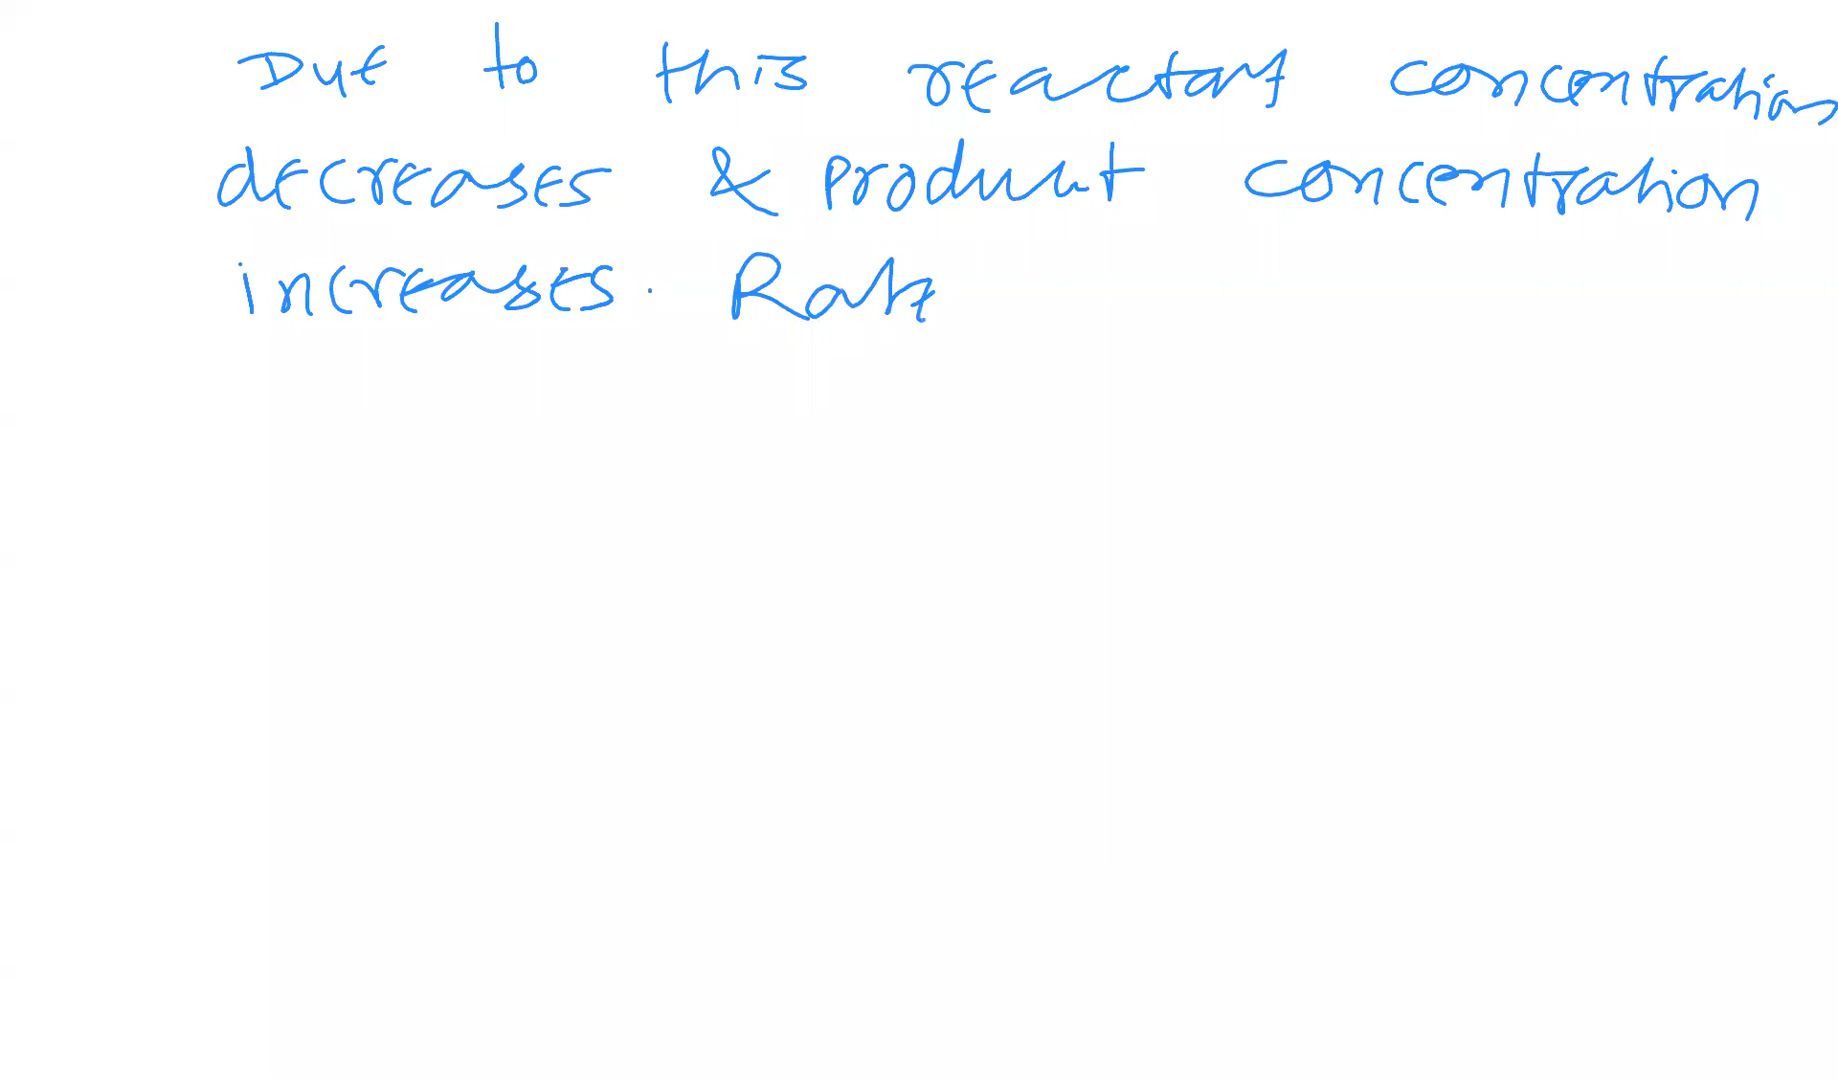 Due to this reactant concentration
decreases & product concentration
increases. Rate